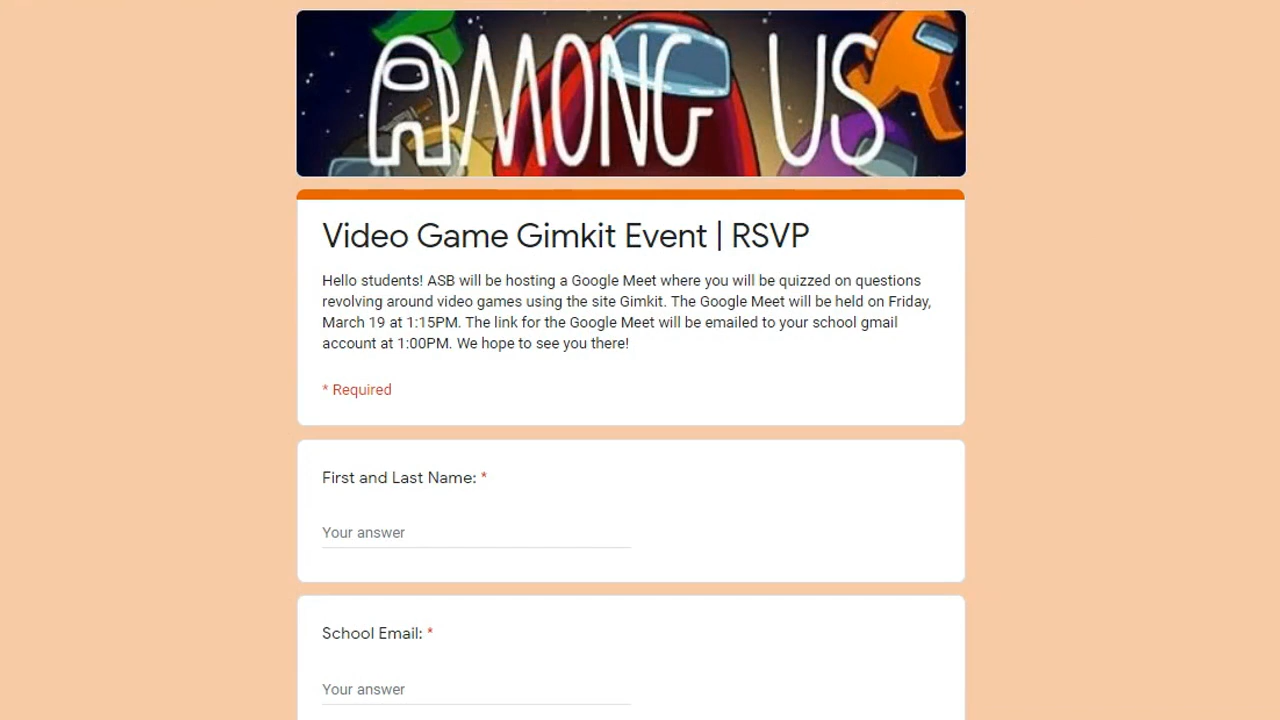 AMONG US
Video Game Gimkit Event | RSVP
Hello students! ASB will be hosting a Google Meet where you will be quizzed on questions
revolving around video games using the site Gimkit. The Google Meet will be held on Friday,
March 19 at 1:15PM. The link for the Google Meet will be emailed to your school gmail
account at 1:00PM. We hope to see you there!
* Required
First and Last Name: *
Your answer
School Email: *
Your answer